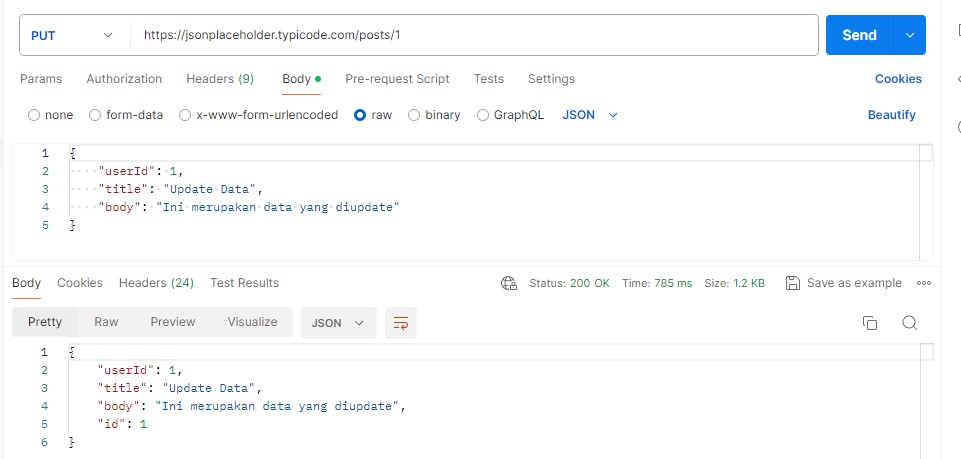 PUT https://jsonplaceholder.typicode.com/posts/1 Send
Params Authorization Headers (9) Body Pre-request Script Tests Settings Cookies
none form-data x-www-form-urlencoded raw binary GraphQL JSON Beautify
1 {
2 "userId": 1,
3 "title": "Update Data",
4 "body": "Ini merupakan data yang diupdate"
5 }
Body Cookies Headers (24) Test Results Status: 200 OK Time: 785 ms Size: 1.2 KB Save as example
Pretty Raw Preview Visualize JSON
1 {
2 "userId": 1,
3 "title": "Update Data",
4 "body": "Ini merupakan data yang diupdate",
5 "id": 1
6 }